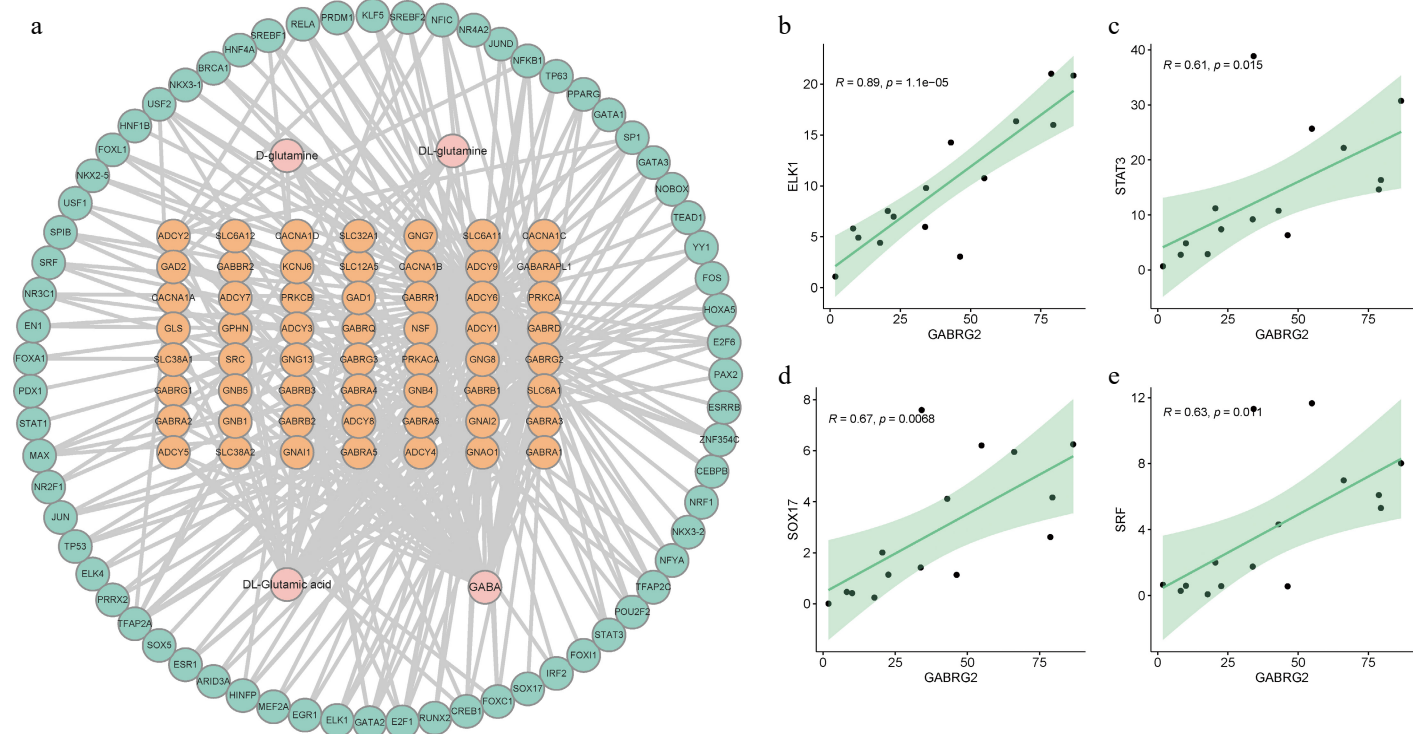 a
KLF5
PRDM1
SREBF2
RELA
NFIC
SREBF1
NR4A2
HNF4A
JUND
BRCA1
NFKB1
NKX3-1
TP63
USF2
PPARG
HNF1B
GATA1
FOXL1
SP1
NKX2-5
GATA3
USF1
NOBOX
SPIB
TEAD1
SRF
YY1
NR3C1
FOS
EN1
HOXA5
FOXA1
E2F6
PDX1
PAX2
STAT1
ESRRB
MAX
ZNF354C
NR2F1
CEBPB
JUN
NRF1
TP53
NKX3-2
ELK4
NFYA
PRRX2
TFAP2C
TFAP2A
POU2F2
SOX5
STAT3
ESR1
FOXI1
ARID3A
IRF2
HINFP
SOX17
MEF2A
FOXC1
EGR1
CREB1
ELK1
RUNX2
GATA2
E2F1
D-glutamine
DL-glutamine
ADCY2 SLC6A12 CACNA1D SLC32A1 GNG7 SLC6A11 CACNA1C
GAD2 GABBR2 KCNJ6 SLC12A5 CACNA1B ADCY9 GABARAPL1
CACNA1A ADCY7 PRKCB GAD1 GABRR1 ADCY6 PRKCA
GLS GPHN ADCY3 GABRQ NSF ADCY1 GABRD
SLC38A1 SRC GNG13 GABRG3 PRKACA GNG8 GABRG2
GABRG1 GNB5 GABRB3 GABRA4 GNB4 GABRB1 SLC6A1
GABRA2 GNB1 GABRB2 ADCY8 GABRA6 GNAI2 GABRA3
ADCY5 SLC38A2 GNAI1 GABRA5 ADCY4 GNAO1 GABRA1
DL-Glutamic acid
GABA
b
R = 0.89, p = 1.1e−05
20
15
10
5
0
ELK1
0 25 50 75
GABRG2
c
R = 0.61, p = 0.015
40
30
20
10
0
STAT3
0 25 50 75
GABRG2
d
R = 0.67, p = 0.0068
8
6
4
2
0
SOX17
0 25 50 75
GABRG2
e
R = 0.63, p = 0.011
12
8
4
0
SRF
0 25 50 75
GABRG2